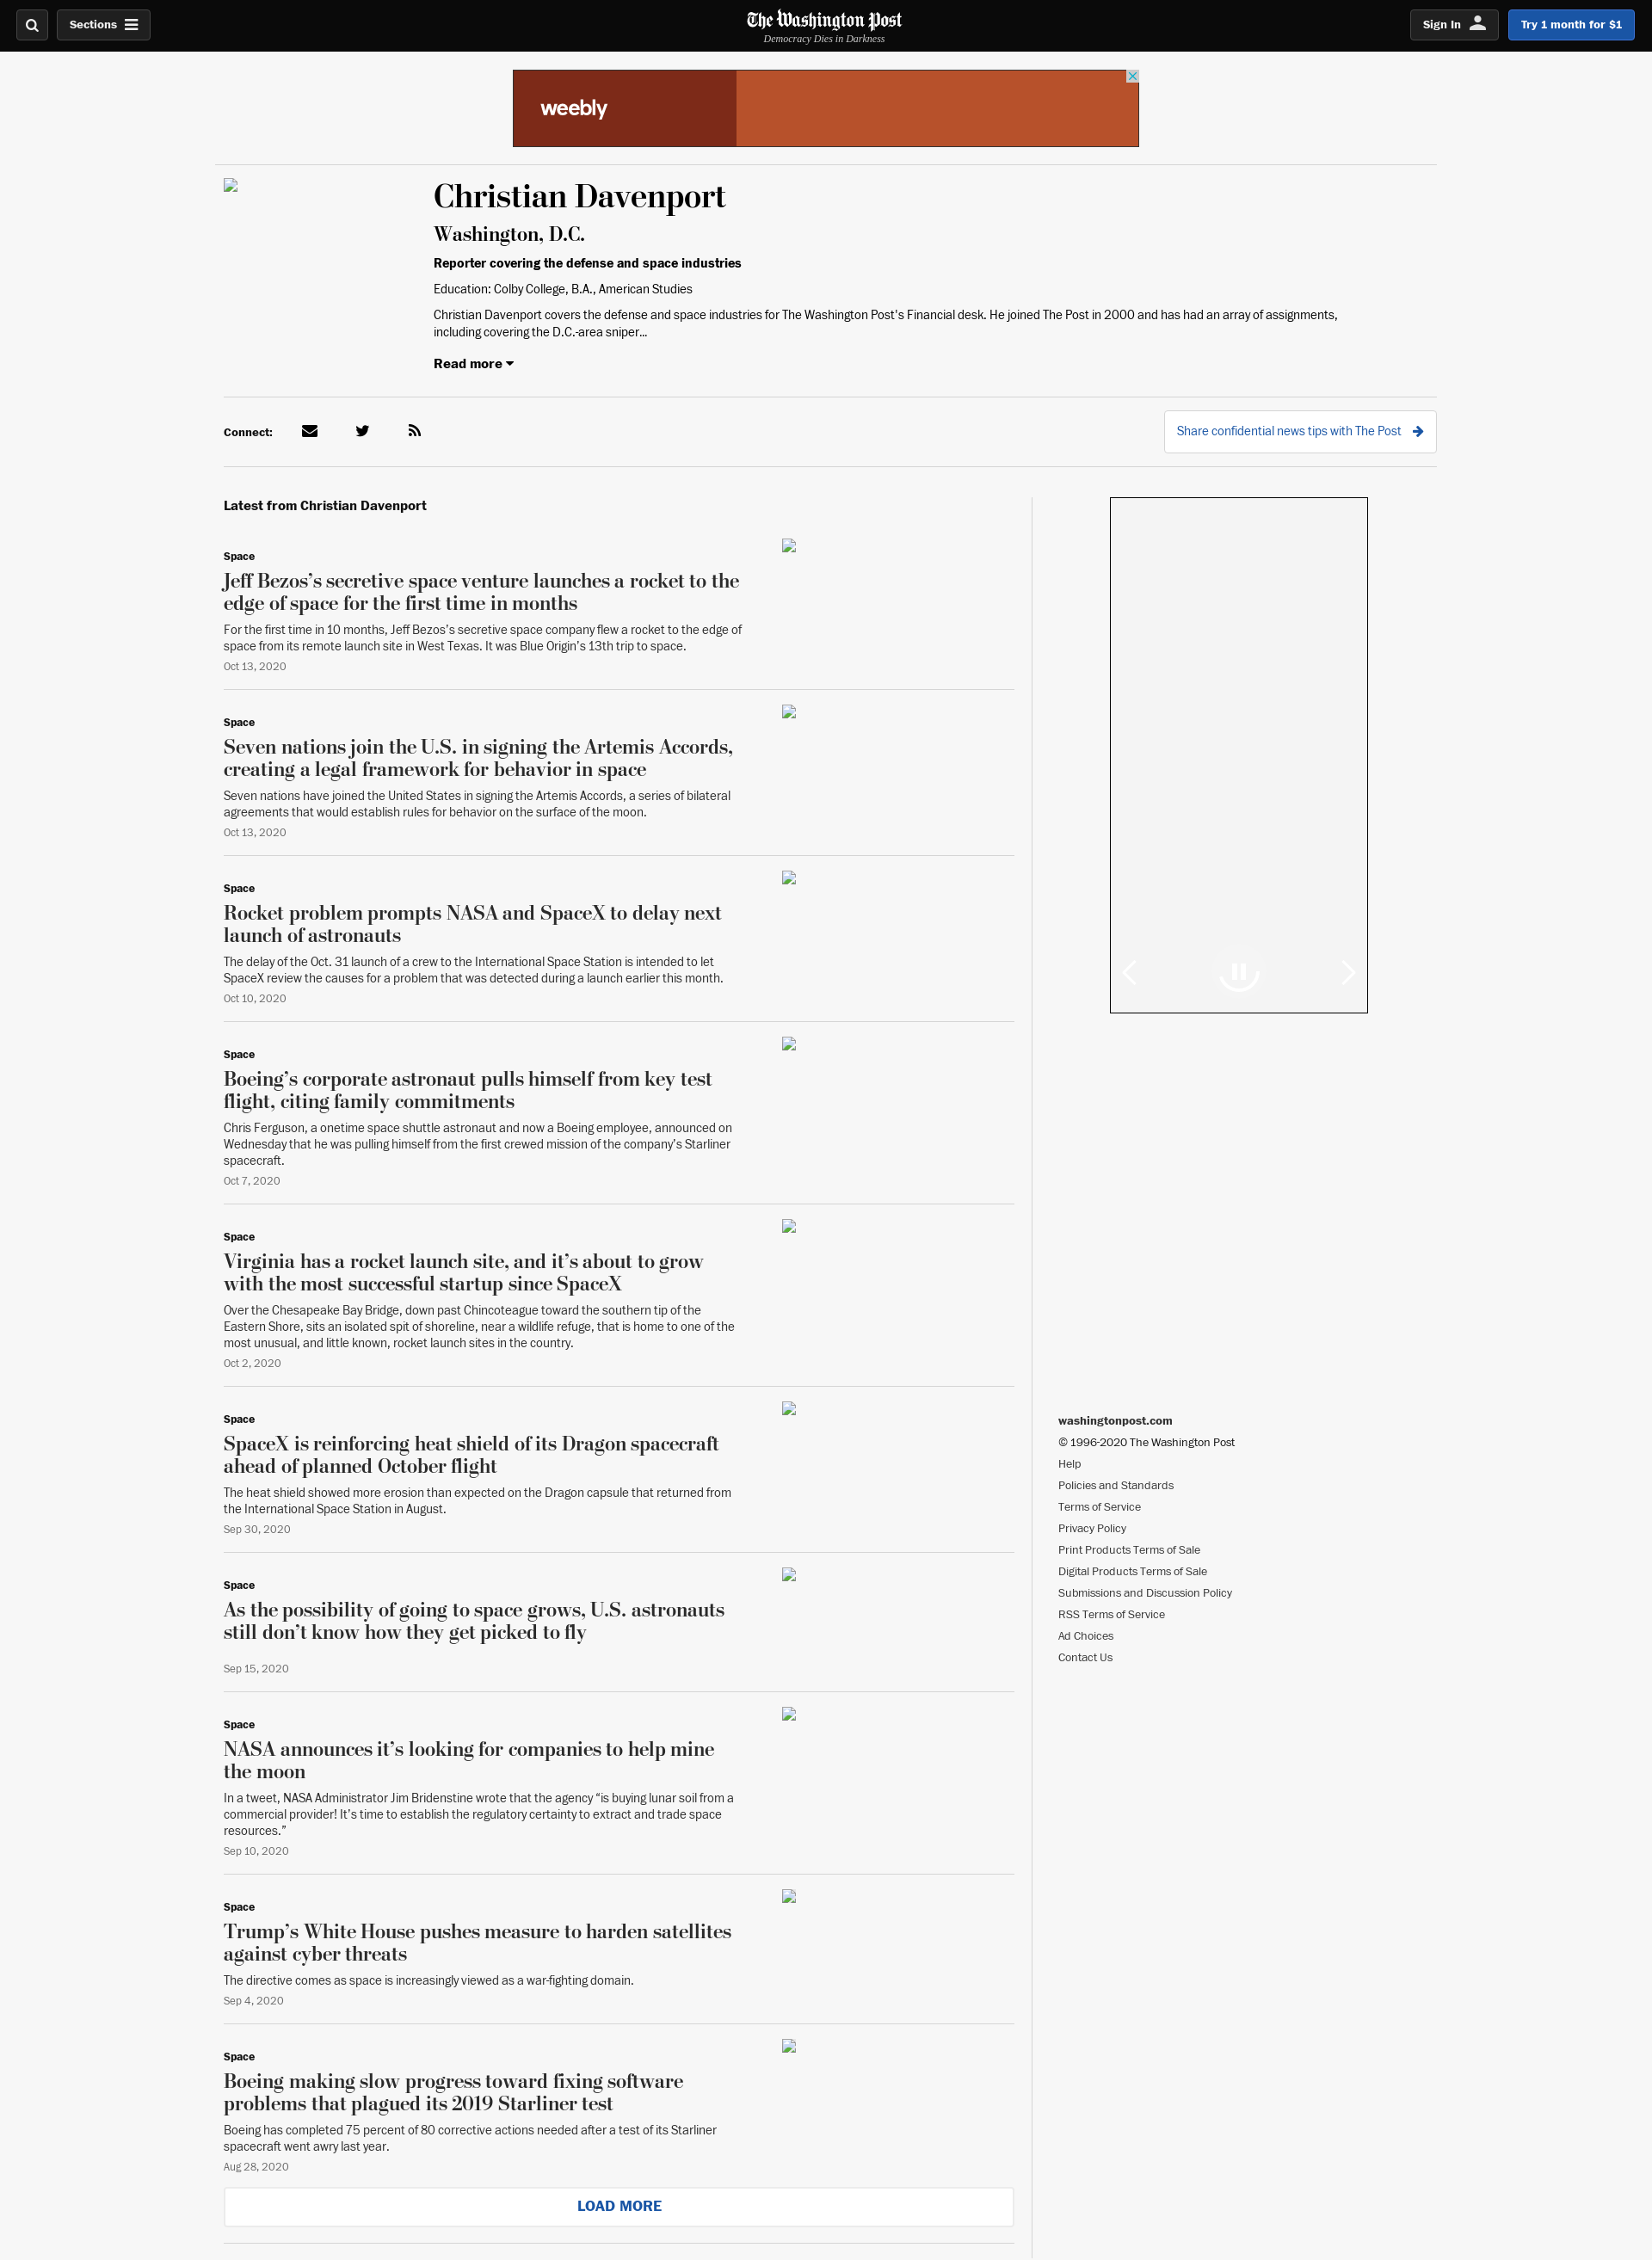 Sections
The Washington Post
Democracy Dies in Darkness
Sign In
Try 1 month for $1
weebly
Christian Davenport
Washington, D.C.
Reporter covering the defense and space industries
Education: Colby College, B.A., American Studies
Christian Davenport covers the defense and space industries for The Washington Post's Financial desk. He joined The Post in 2000 and has had an array of assignments,
including covering the D.C.-area sniper...
Read more
Connect:
Share confidential news tips with The Post
Latest from Christian Davenport
Space
Jeff Bezos’s secretive space venture launches a rocket to the
edge of space for the first time in months
For the first time in 10 months, Jeff Bezos’s secretive space company flew a rocket to the edge of
space from its remote launch site in West Texas. It was Blue Origin’s 13th trip to space.
Oct 13, 2020
Space
Seven nations join the U.S. in signing the Artemis Accords,
creating a legal framework for behavior in space
Seven nations have joined the United States in signing the Artemis Accords, a series of bilateral
agreements that would establish rules for behavior on the surface of the moon.
Oct 13, 2020
Space
Rocket problem prompts NASA and SpaceX to delay next
launch of astronauts
The delay of the Oct. 31 launch of a crew to the International Space Station is intended to let
SpaceX review the causes for a problem that was detected during a launch earlier this month.
Oct 10, 2020
Space
Boeing’s corporate astronaut pulls himself from key test
flight, citing family commitments
Chris Ferguson, a onetime space shuttle astronaut and now a Boeing employee, announced on
Wednesday that he was pulling himself from the first crewed mission of the company’s Starliner
spacecraft.
Oct 7, 2020
Space
Virginia has a rocket launch site, and it’s about to grow
with the most successful startup since SpaceX
Over the Chesapeake Bay Bridge, down past Chincoteague toward the southern tip of the
Eastern Shore, sits an isolated spit of shoreline, near a wildlife refuge, that is home to one of the
most unusual, and little known, rocket launch sites in the country.
Oct 2, 2020
Space
SpaceX is reinforcing heat shield of its Dragon spacecraft
ahead of planned October flight
The heat shield showed more erosion than expected on the Dragon capsule that returned from
the International Space Station in August.
Sep 30, 2020
Space
As the possibility of going to space grows, U.S. astronauts
still don’t know how they get picked to fly
Sep 15, 2020
Space
NASA announces it’s looking for companies to help mine
the moon
In a tweet, NASA Administrator Jim Bridenstine wrote that the agency “is buying lunar soil from a
commercial provider! It’s time to establish the regulatory certainty to extract and trade space
resources.”
Sep 10, 2020
Space
Trump’s White House pushes measure to harden satellites
against cyber threats
The directive comes as space is increasingly viewed as a war-fighting domain.
Sep 4, 2020
Space
Boeing making slow progress toward fixing software
problems that plagued its 2019 Starliner test
Boeing has completed 75 percent of 80 corrective actions needed after a test of its Starliner
spacecraft went awry last year.
Aug 28, 2020
LOAD MORE
washingtonpost.com
© 1996-2020 The Washington Post
Help
Policies and Standards
Terms of Service
Privacy Policy
Print Products Terms of Sale
Digital Products Terms of Sale
Submissions and Discussion Policy
RSS Terms of Service
Ad Choices
Contact Us